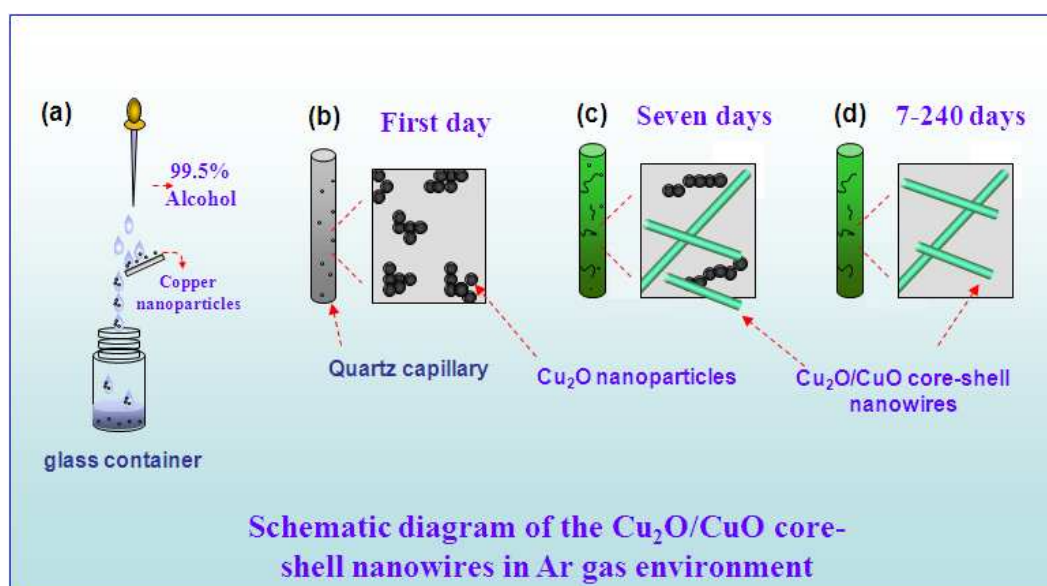 (a)
99.5%
Alcohol
Copper
nanoparticles
glass container
(b)
First day
Quartz capillary
(c)
Seven days
Cu₂O nanoparticles
(d)
7-240 days
Cu₂O/CuO core-shell
nanowires
Schematic diagram of the Cu₂O/CuO core-
shell nanowires in Ar gas environment